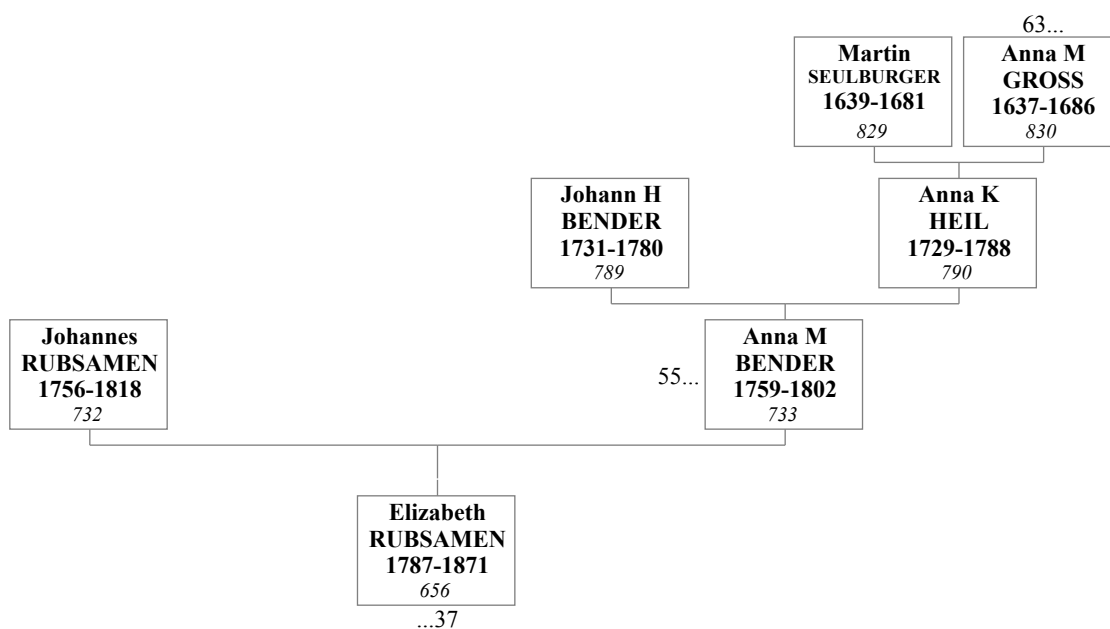 63...
Martin
SEULBURGER
1639-1681
829
Anna M
GROSS
1637-1686
830
Johann H
BENDER
1731-1780
789
Anna K
HEIL
1729-1788
790
Johannes
RUBSAMEN
1756-1818
732
55...
Anna M
BENDER
1759-1802
733
Elizabeth
RUBSAMEN
1787-1871
656
...37